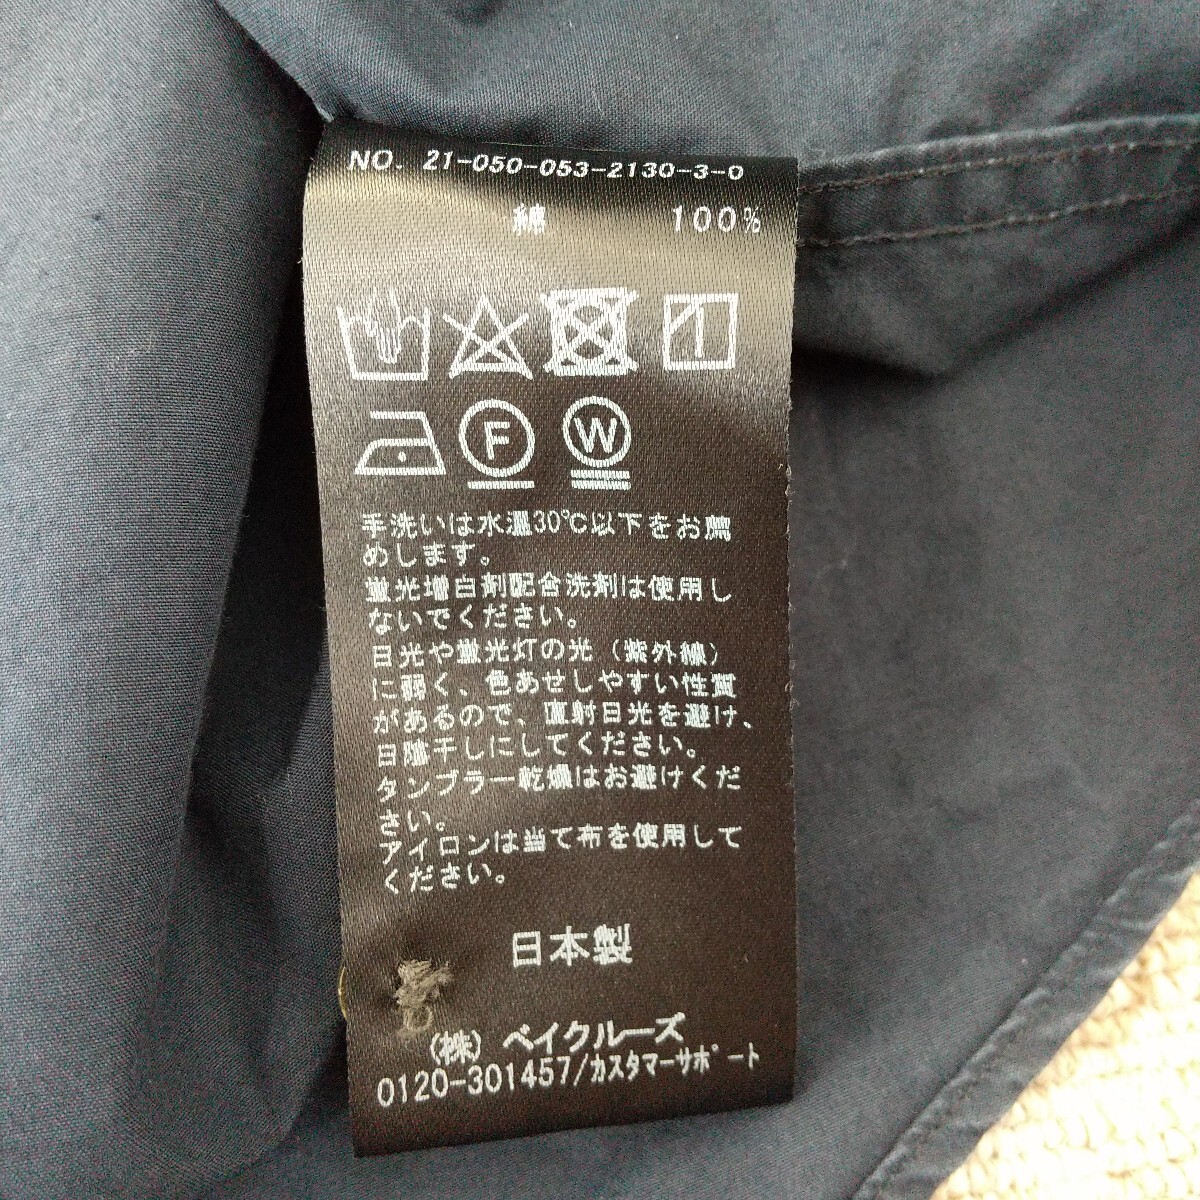 NO. 21-050-053-2130-3-0
綿 100%
F W
手洗いは水温30℃以下をお薦
めします。
蛍光増白剤配合洗剤は使用し
ないでください。
日光や蛍光灯の光（紫外線）
に弱く、色あせしやすい性質
があるので、直射日光を避け、
日陰干しにしてください。
タンブラー乾燥はお避けくだ
さい。
アイロンは当て布を使用して
ください。
日本製
（株）ベイクルーズ
0120-301457/カスタマーサポート